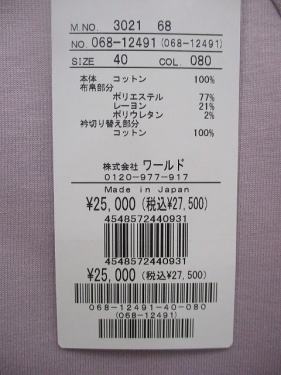 M.NO 3021 68
NO. 068-12491 (068-12491)
SIZE 40 COL. 080
本体 コットン 100%
布帛部分
ポリエステル 77%
レーヨン 21%
ポリウレタン 2%
衿切り替え部分
コットン 100%
株式会社 ワールド
0120-977-917
Made in Japan
¥25,000 (税込¥27,500)
4548572440931
4548572440931
¥25,000 (税込¥27,500)
068-12491-40-080
(068-12491)